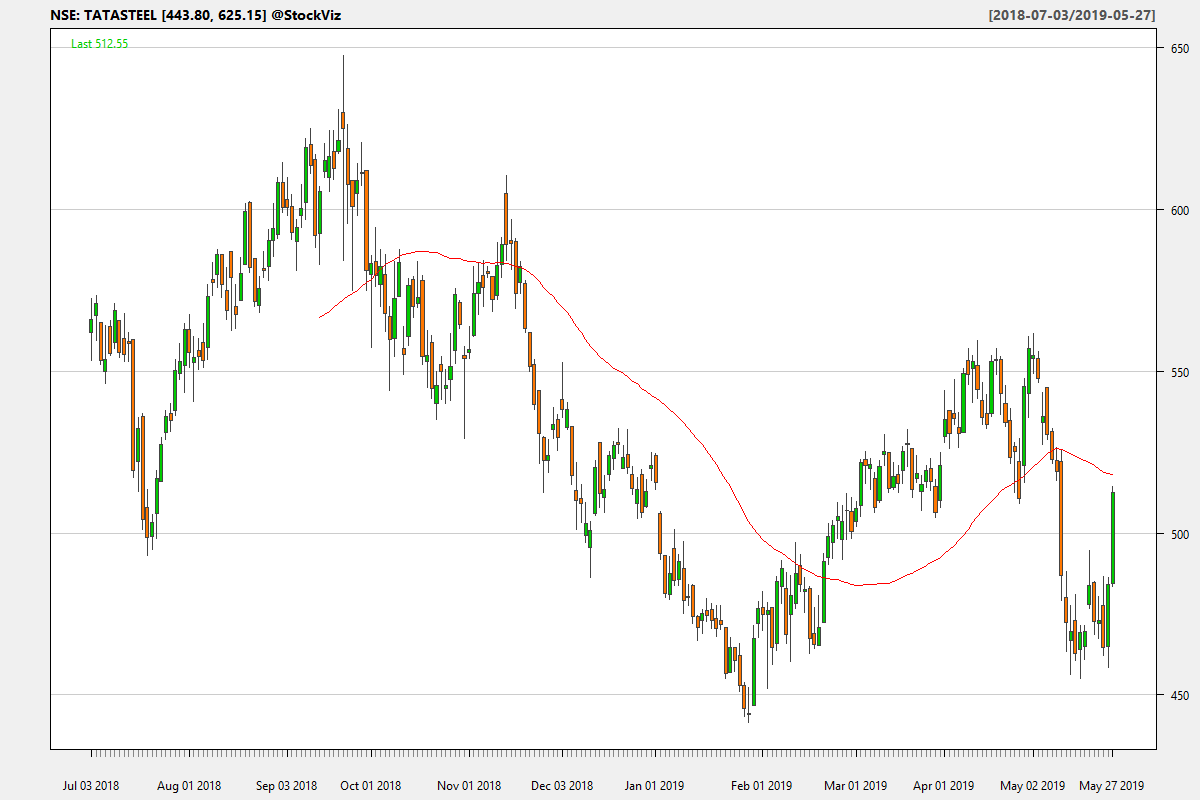 NSE: TATASTEEL [443.80, 625.15] @StockViz [2018-07-03/2019-05-27]
Last 512.55
650
600
550
500
450
Jul 03 2018 Aug 01 2018 Sep 03 2018 Oct 01 2018 Nov 01 2018 Dec 03 2018 Jan 01 2019 Feb 01 2019 Mar 01 2019 Apr 01 2019 May 02 2019 May 27 2019